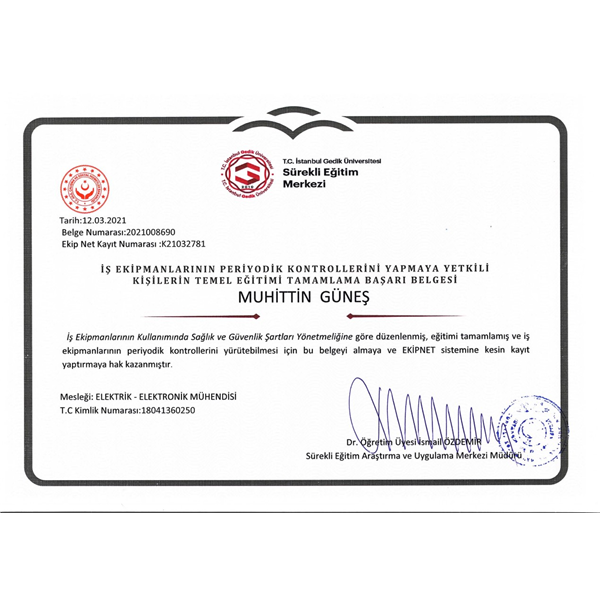 T.C. İstanbul Gedik Üniversitesi
Sürekli Eğitim
Merkezi
Tarih:12.03.2021
Belge Numarası:2021008690
Ekip Net Kayıt Numarası :K21032781
İŞ EKİPMANLARININ PERİYODİK KONTROLLERİNİ YAPMAYA YETKİLİ
KİŞİLERİN TEMEL EĞİTİMİ TAMAMLAMA BAŞARI BELGESİ
MUHİTTİN GÜNEŞ
İş Ekipmanlarının Kullanımında Sağlık ve Güvenlik Şartları Yönetmeliğine göre düzenlenmiş, eğitimi tamamlamış ve iş
ekipmanlarının periyodik kontrollerini yürütebilmesi için bu belgeyi almaya ve EKİPNET sistemine kesin kayıt
yaptırmaya hak kazanmıştır.
Mesleği: ELEKTRİK - ELEKTRONİK MÜHENDİSİ
T.C Kimlik Numarası:18041360250
Dr. Öğretim Üyesi İsmail ÖZDEMİR
Sürekli Eğitim Araştırma ve Uygulama Merkezi Müdürü